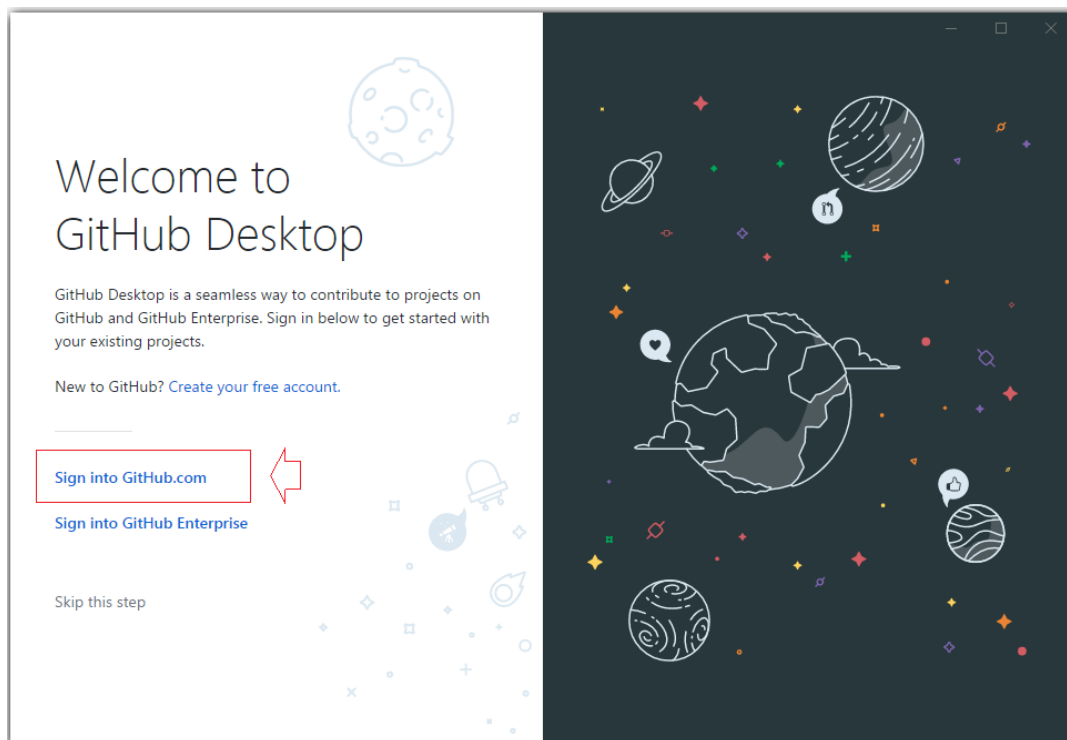 Welcome to
GitHub Desktop
GitHub Desktop is a seamless way to contribute to projects on
GitHub and GitHub Enterprise. Sign in below to get started with
your existing projects.
New to GitHub? Create your free account.
Sign into GitHub.com
Sign into GitHub Enterprise
Skip this step